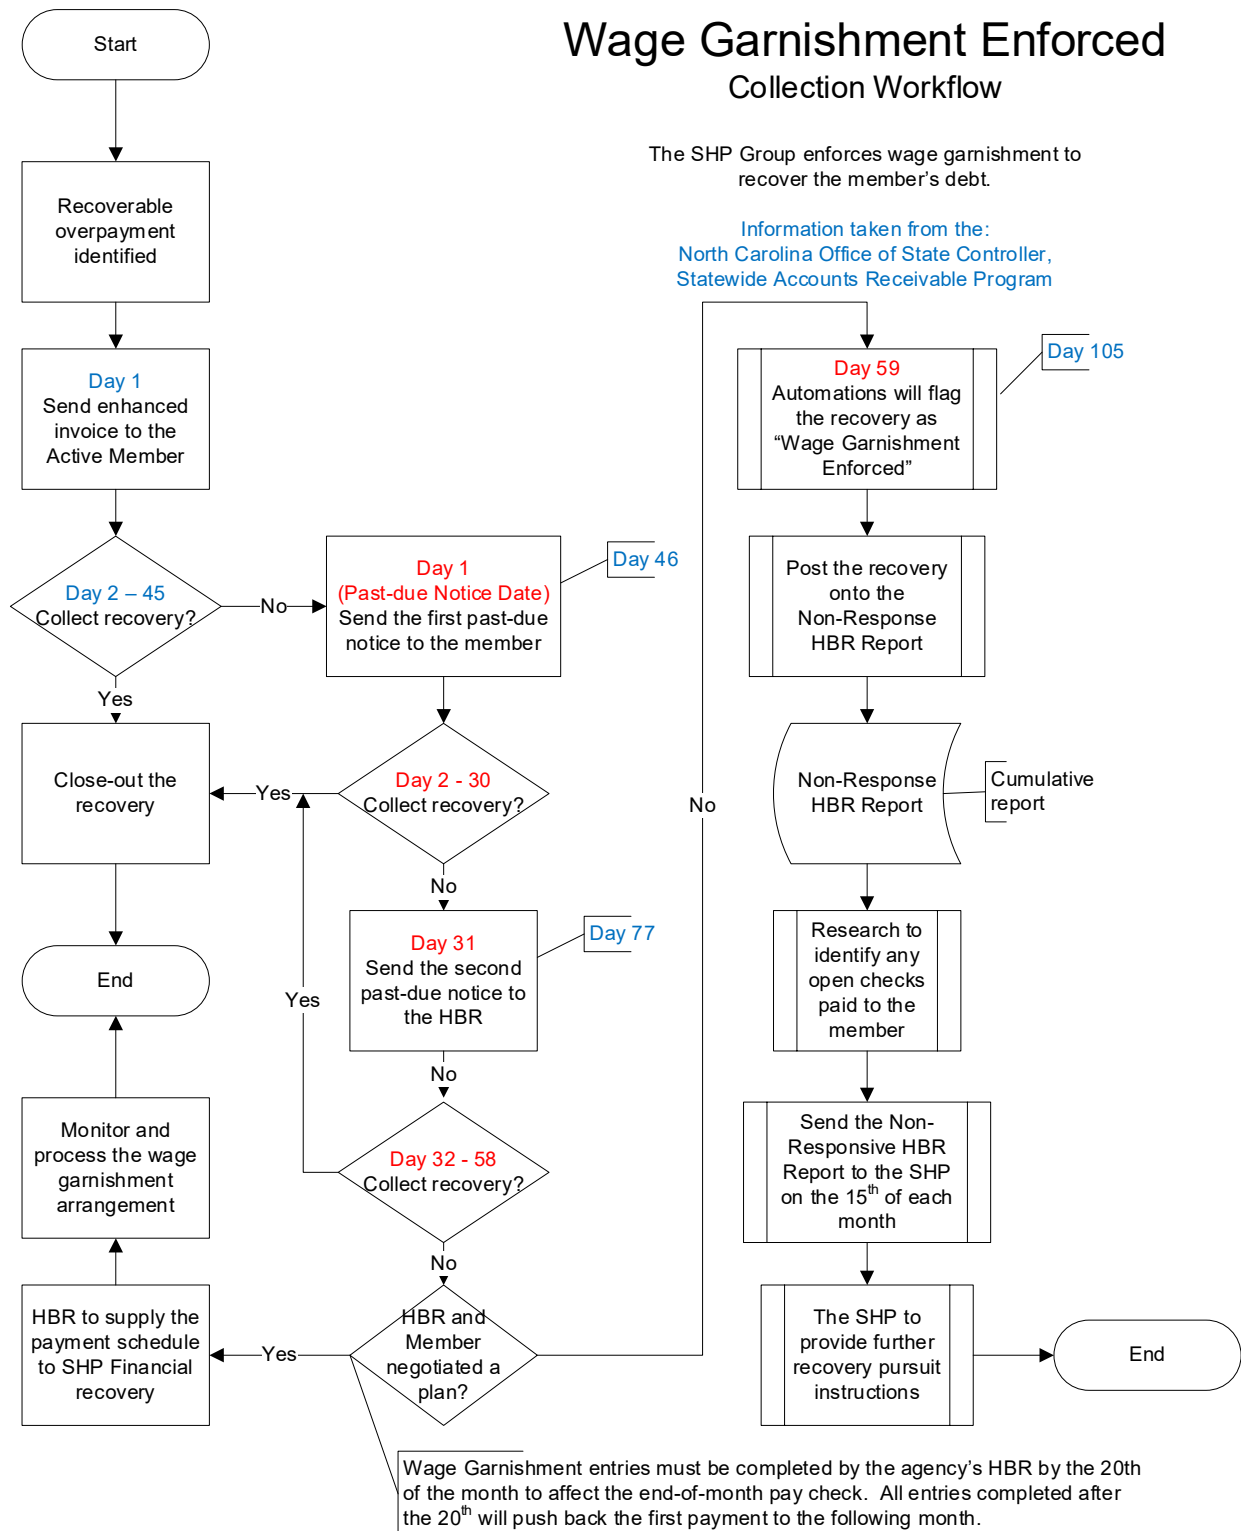 Wage Garnishment Enforced
Collection Workflow
The SHP Group enforces wage garnishment to
recover the member's debt.
Information taken from the:
North Carolina Office of State Controller,
Statewide Accounts Receivable Program
Start
Recoverable
overpayment
identified
Day 1
Send enhanced
invoice to the
Active Member
Day 2 – 45
Collect recovery?
No
Yes
Day 1
(Past-due Notice Date)
Send the first past-due
notice to the member
Day 46
Close-out the
recovery
Yes
Day 2 - 30
Collect recovery?
No
End
Day 31
Send the second
past-due notice to
the HBR
Day 77
Yes
No
Day 32 - 58
Collect recovery?
No
Monitor and
process the wage
garnishment
arrangement
HBR to supply the
payment schedule
to SHP Financial
recovery
Yes
HBR and
Member
negotiated a
plan?
No
Day 59
Automations will flag
the recovery as
“Wage Garnishment
Enforced”
Day 105
Post the recovery
onto the
Non-Response
HBR Report
Non-Response
HBR Report
Cumulative
report
Research to
identify any
open checks
paid to the
member
Send the Non-
Responsive HBR
Report to the SHP
on the 15th of each
month
The SHP to
provide further
recovery pursuit
instructions
End
Wage Garnishment entries must be completed by the agency's HBR by the 20th
of the month to affect the end-of-month pay check.  All entries completed after
the 20th will push back the first payment to the following month.